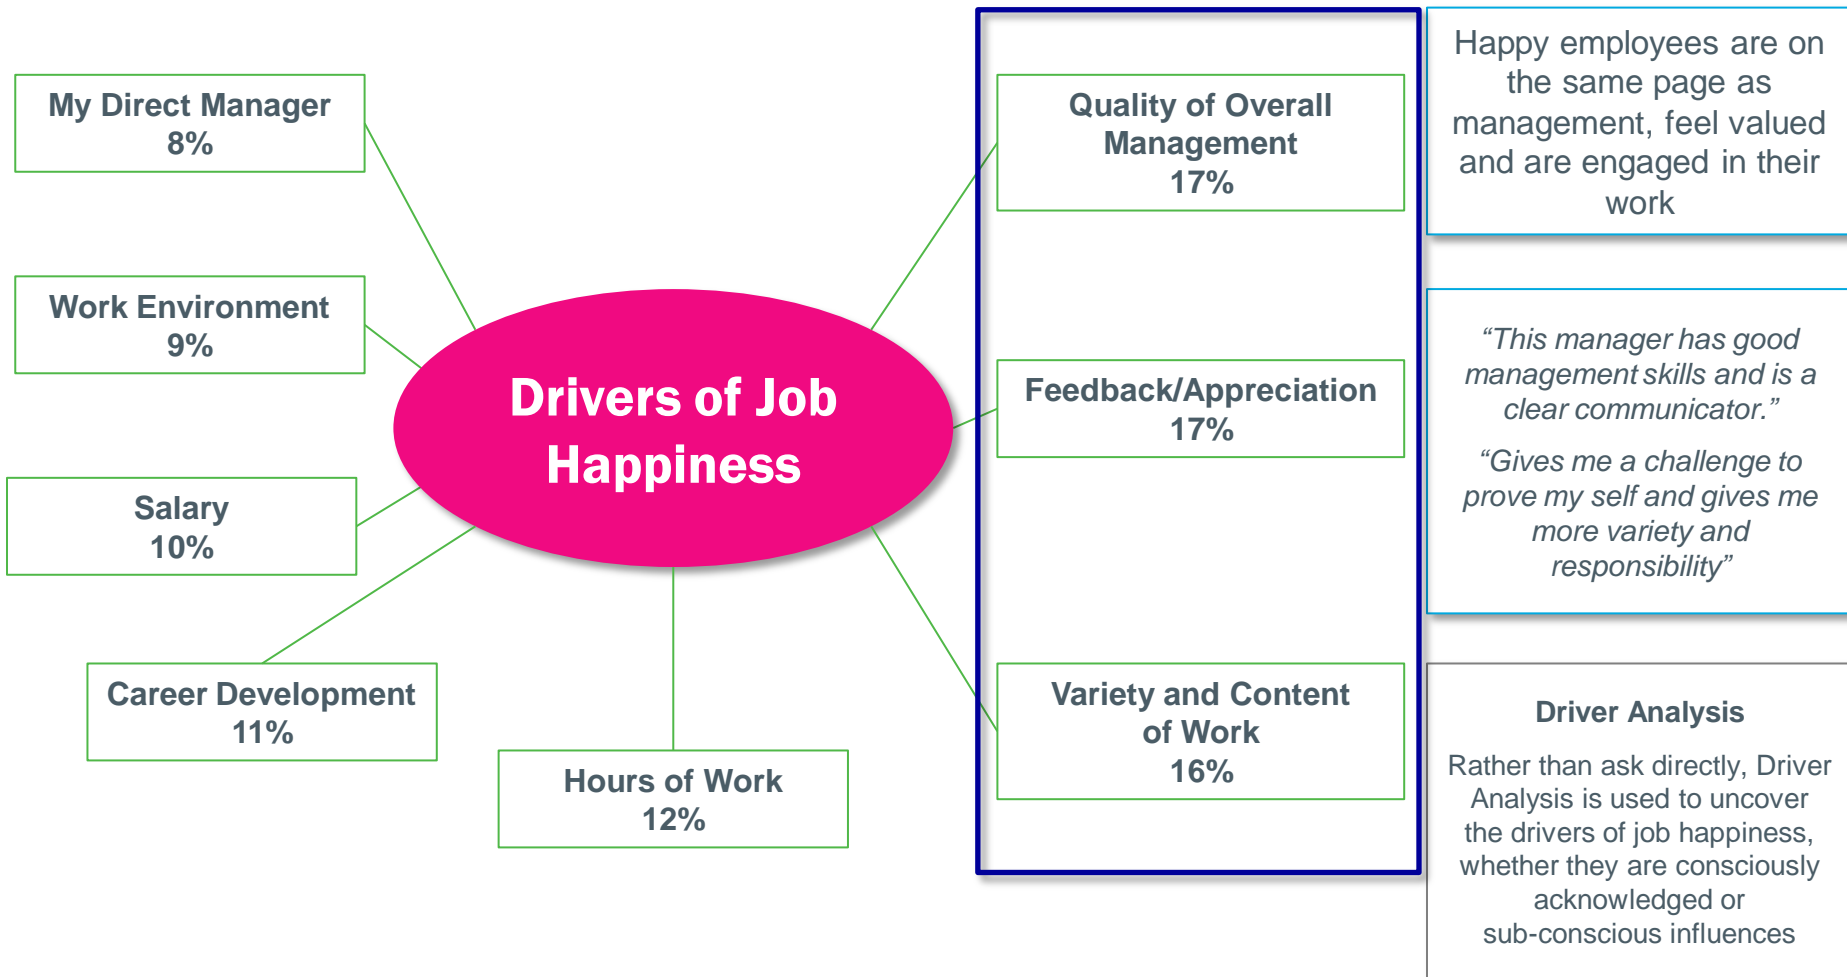 My Direct Manager
8%
Work Environment
9%
Salary
10%
Career Development
11%
Hours of Work
12%
Drivers of Job
Happiness
Quality of Overall
Management
17%
Feedback/Appreciation
17%
Variety and Content
of Work
16%
Happy employees are on
the same page as
management, feel valued
and are engaged in their
work
“This manager has good
management skills and is a
clear communicator.”
“Gives me a challenge to
prove my self and gives me
more variety and
responsibility”
Driver Analysis
Rather than ask directly, Driver
Analysis is used to uncover
the drivers of job happiness,
whether they are consciously
acknowledged or
sub-conscious influences